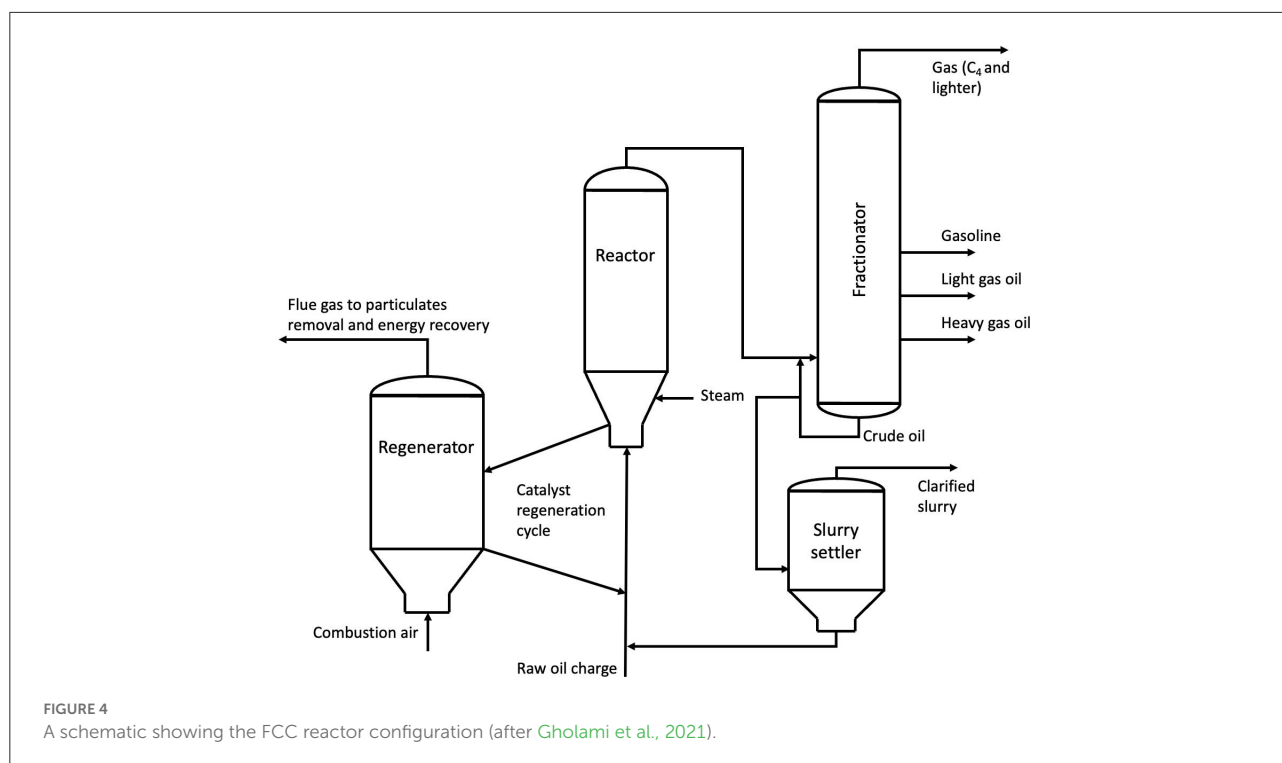 Gas (C₄ and
lighter)
Fractionator
Gasoline
Light gas oil
Heavy gas oil
Reactor
Flue gas to particulates
removal and energy recovery
Steam
Crude oil
Regenerator
Catalyst
regeneration
cycle
Clarified
slurry
Slurry
settler
Combustion air
Raw oil charge
FIGURE 4
A schematic showing the FCC reactor configuration (after Gholami et al., 2021).